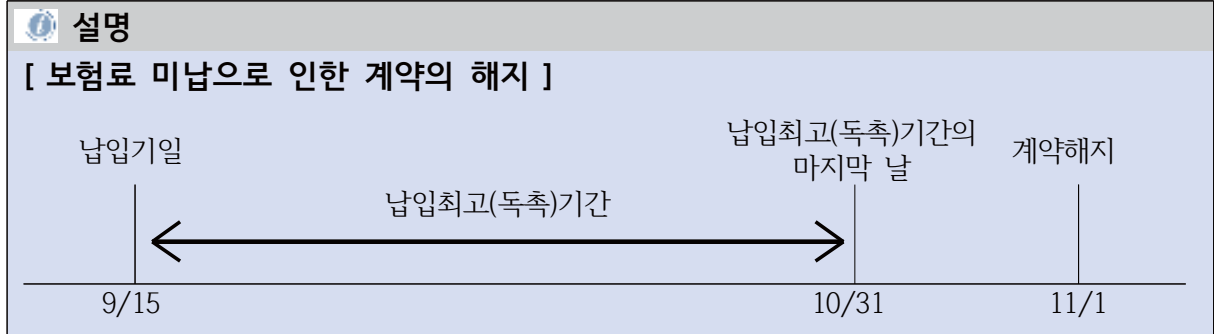 설명
[ 보험료 미납으로 인한 계약의 해지 ]
납입기일
납입최고(독촉)기간의
마지막 날
계약해지
납입최고(독촉)기간
9/15
10/31
11/1